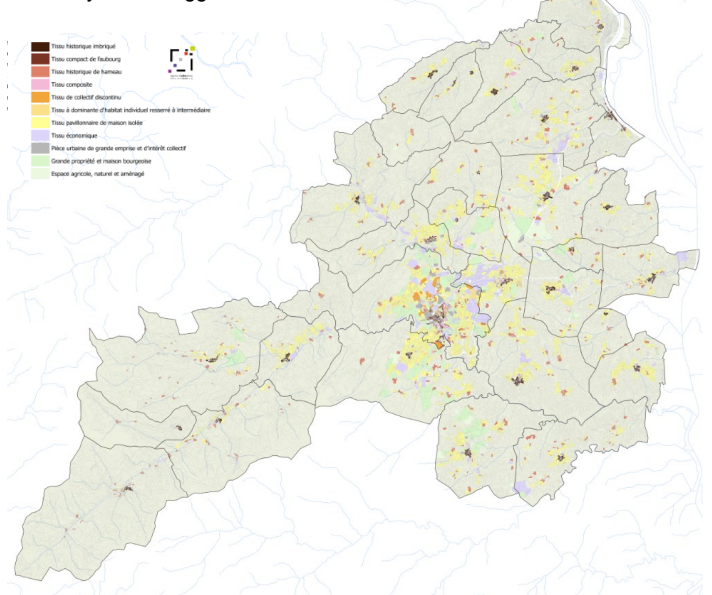 Tissu historique imbriqué
Tissu compact de faubourg
Tissu historique de hameau
Tissu composite
Tissu de collectif discontinu
Tissu à dominante d'habitat individuel resserré à intermédiaire
Tissu pavillonnaire de maison isolée
Tissu économique
Pièce urbaine de grande emprise et d'intérêt collectif
Grande propriété et maison bourgeoise
Espace agricole, naturel et aménagé